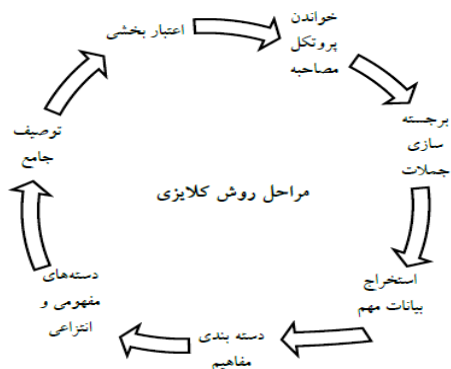 خواندن
پروتکل
مصاحبه
برجسته
سازی
جملات
استخراج
بیانات مهم
دسته بندی
مفاهیم
دسته‌های
مفهومی و
انتزاعی
توصیف
جامع
اعتبار بخشی
مراحل روش کلایزی